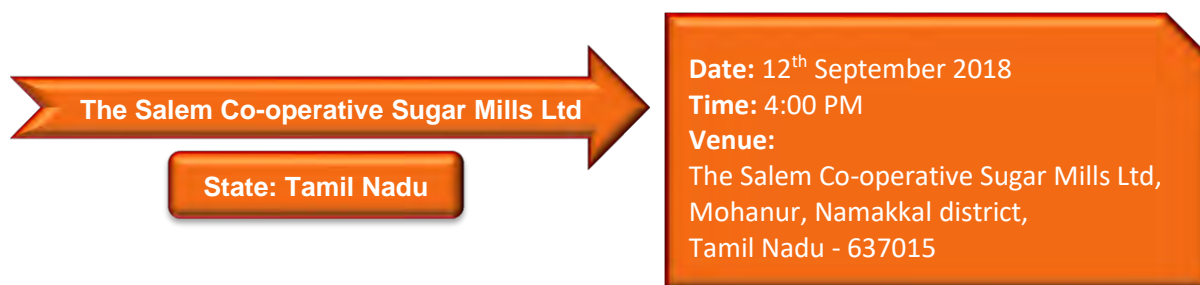 The Salem Co-operative Sugar Mills Ltd
State: Tamil Nadu
Date: 12th September 2018
Time: 4:00 PM
Venue:
The Salem Co-operative Sugar Mills Ltd,
Mohanur, Namakkal district,
Tamil Nadu - 637015